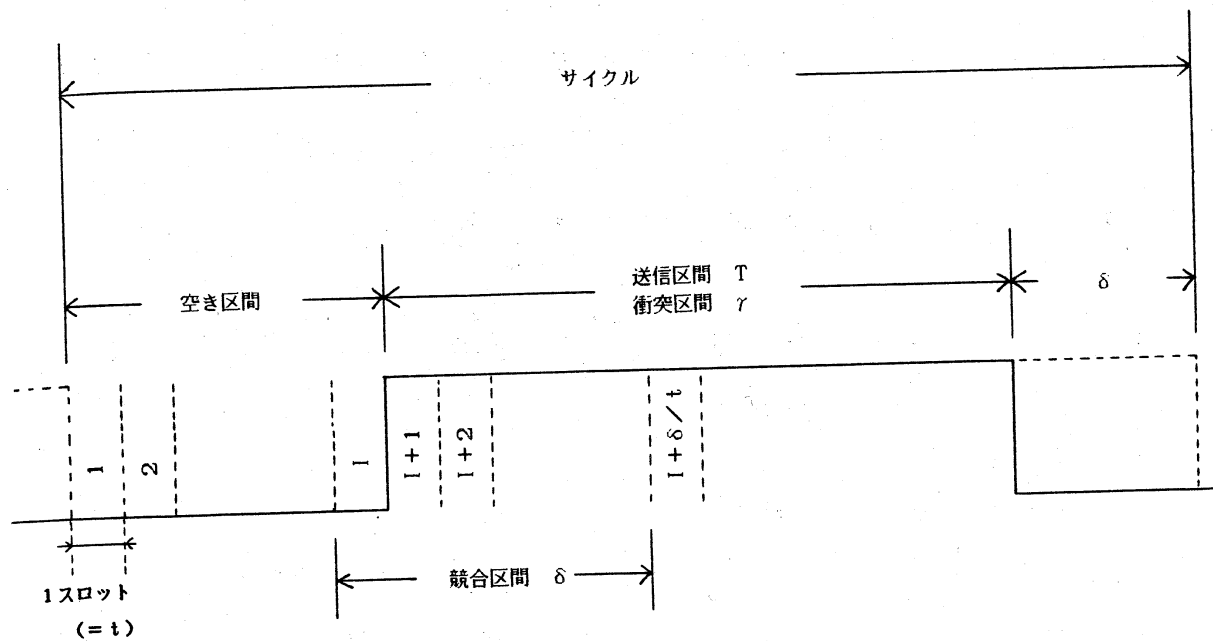 サイクル
空き区間
送信区間 T
衝突区間 γ
δ
1
2
I
I+1
I+2
I+δ/t
競合区間 δ
1スロット
(=t)